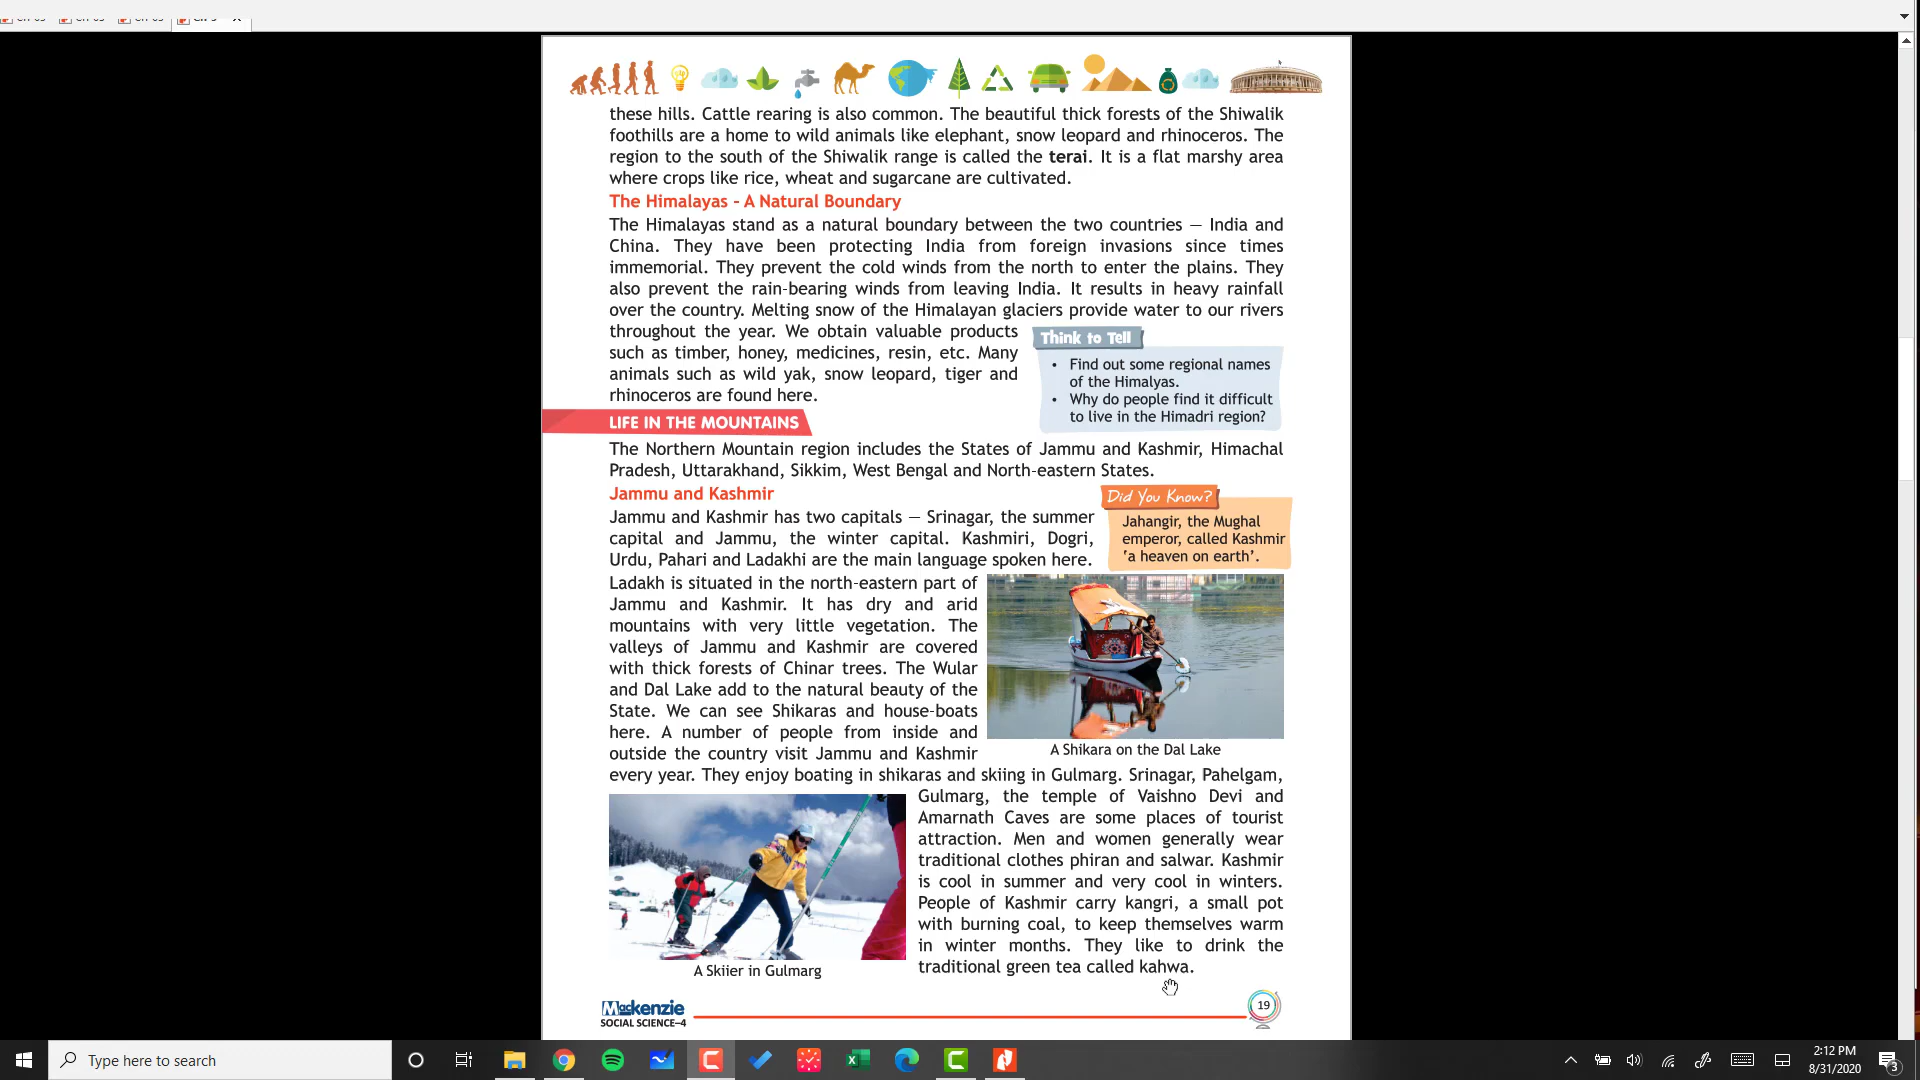 these hills. Cattle rearing is also common. The beautiful thick forests of the Shiwalik
foothills are a home to wild animals like elephant, snow leopard and rhinoceros. The
region to the south of the Shiwalik range is called the terai. It is a flat marshy area
where crops like rice, wheat and sugarcane are cultivated.
The Himalayas - A Natural Boundary
The Himalayas stand as a natural boundary between the two countries — India and
China. They have been protecting India from foreign invasions since times
immemorial. They prevent the cold winds from the north to enter the plains. They
also prevent the rain-bearing winds from leaving India. It results in heavy rainfall
over the country. Melting snow of the Himalayan glaciers provide water to our rivers
throughout the year. We obtain valuable products
such as timber, honey, medicines, resin, etc. Many
animals such as wild yak, snow leopard, tiger and
rhinoceros are found here.
Think to Tell
• Find out some regional names
of the Himalyas.
• Why do people find it difficult
to live in the Himadri region?
LIFE IN THE MOUNTAINS
The Northern Mountain region includes the States of Jammu and Kashmir, Himachal
Pradesh, Uttarakhand, Sikkim, West Bengal and North-eastern States.
Jammu and Kashmir
Jammu and Kashmir has two capitals — Srinagar, the summer
capital and Jammu, the winter capital. Kashmiri, Dogri,
Urdu, Pahari and Ladakhi are the main language spoken here.
Did You Know?
Jahangir, the Mughal
emperor, called Kashmir
'a heaven on earth'.
Ladakh is situated in the north-eastern part of
Jammu and Kashmir. It has dry and arid
mountains with very little vegetation. The
valleys of Jammu and Kashmir are covered
with thick forests of Chinar trees. The Wular
and Dal Lake add to the natural beauty of the
State. We can see Shikaras and house-boats
here. A number of people from inside and
outside the country visit Jammu and Kashmir
A Shikara on the Dal Lake
every year. They enjoy boating in shikaras and skiing in Gulmarg. Srinagar, Pahelgam,
Gulmarg, the temple of Vaishno Devi and
Amarnath Caves are some places of tourist
attraction. Men and women generally wear
traditional clothes phiran and salwar. Kashmir
is cool in summer and very cool in winters.
People of Kashmir carry kangri, a small pot
with burning coal, to keep themselves warm
in winter months. They like to drink the
traditional green tea called kahwa.
A Skiier in Gulmarg
Mackenzie
SOCIAL SCIENCE-4
19
Type here to search
2:12 PM
8/31/2020
3